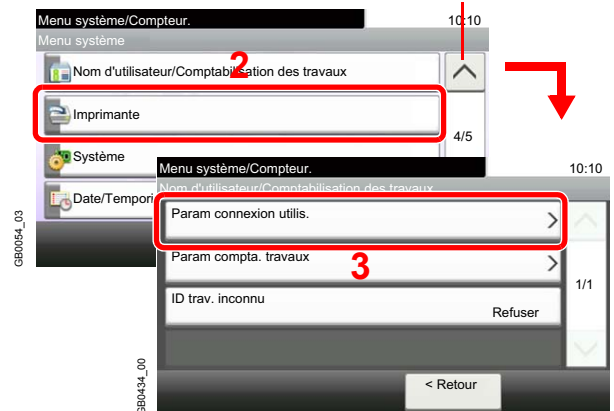 Menu système/Compteur. 10:10
Menu système
Nom d'utilisateur/Comptabilisation des travaux
2
Imprimante
4/5
Système
Date/Tempori
GB0054_03
Menu système/Compteur. 10:10
Nom d'utilisateur/Comptabilisation des travaux
Param connexion utilis.
Param compta. travaux
3
1/1
ID trav. inconnu
Refuser
< Retour
GB0434_00